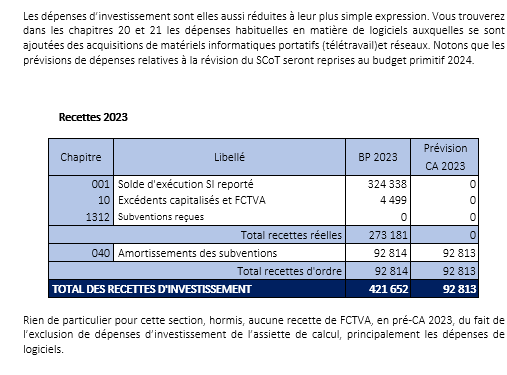 Les dépenses d'investissement sont elles aussi réduites à leur plus simple expression. Vous trouverez
dans les chapitres 20 et 21 les dépenses habituelles en matière de logiciels auxquelles se sont
ajoutées des acquisitions de matériels informatiques portatifs (télétravail)et réseaux. Notons que les
prévisions de dépenses relatives à la révision du SCoT seront reprises au budget primitif 2024.
Recettes 2023
Chapitre Libellé BP 2023 Prévision
CA 2023
001 Solde d'exécution SI reporté 324 338 0
10 Excédents capitalisés et FCTVA 4 499 0
1312 Subventions reçues 0 0
Total recettes réelles 273 181 0
040 Amortissements des subventions 92 814 92 813
Total recettes d'ordre 92 814 92 813
TOTAL DES RECETTES D'INVESTISSEMENT 421 652 92 813
Rien de particulier pour cette section, hormis, aucune recette de FCTVA, en pré-CA 2023, du fait de
l'exclusion de dépenses d'investissement de l'assiette de calcul, principalement les dépenses de
logiciels.